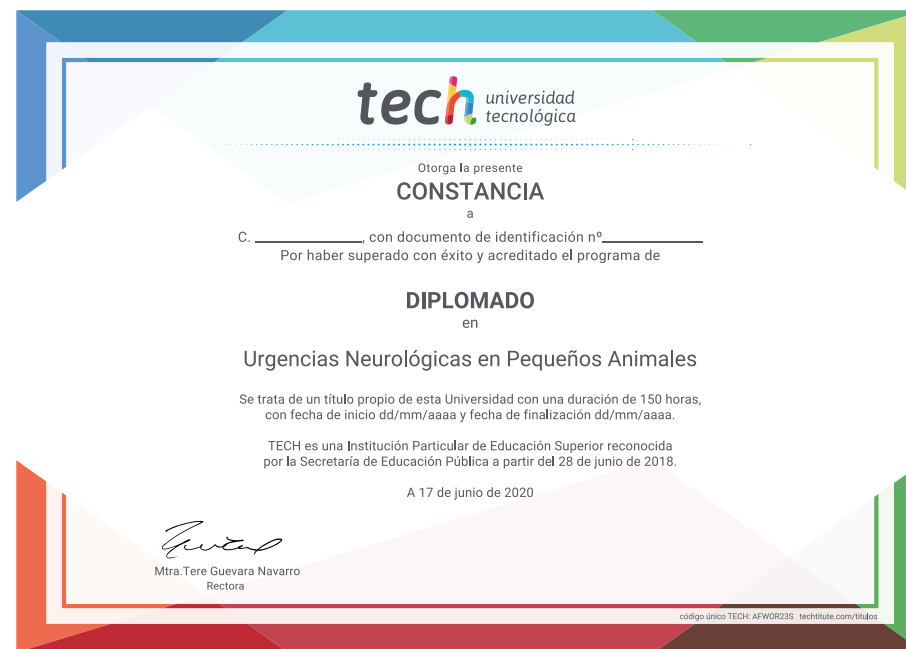 tech universidad
tecnológica
Otorga la presente
CONSTANCIA
a
C. ______________, con documento de identificación nº_____________
Por haber superado con éxito y acreditado el programa de
DIPLOMADO
en
Urgencias Neurológicas en Pequeños Animales
Se trata de un título propio de esta Universidad con una duración de 150 horas,
con fecha de inicio dd/mm/aaaa y fecha de finalización dd/mm/aaaa.
TECH es una Institución Particular de Educación Superior reconocida
por la Secretaría de Educación Pública a partir del 28 de junio de 2018.
A 17 de junio de 2020
Mtra.Tere Guevara Navarro
Rectora
código único TECH: AFWOR23S techtitute.com/titulos